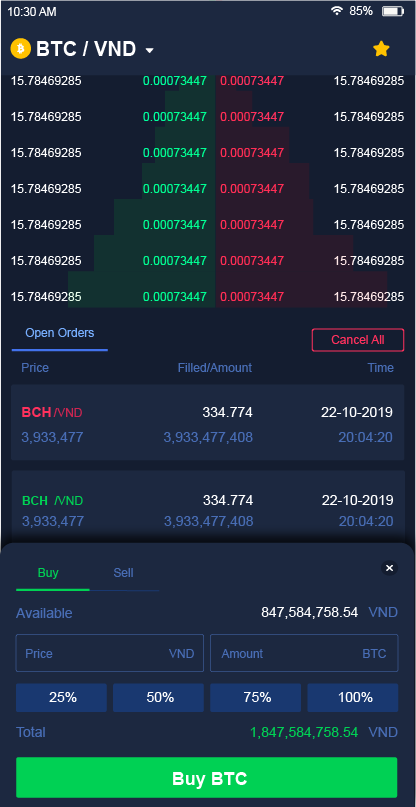 10:30 AM 85%
BTC / VND
15.78469285 0.00073447 0.00073447 15.78469285
15.78469285 0.00073447 0.00073447 15.78469285
15.78469285 0.00073447 0.00073447 15.78469285
15.78469285 0.00073447 0.00073447 15.78469285
15.78469285 0.00073447 0.00073447 15.78469285
15.78469285 0.00073447 0.00073447 15.78469285
15.78469285 0.00073447 0.00073447 15.78469285
Open Orders Cancel All
Price Filled/Amount Time
BCH /VND 334.774 22-10-2019
3,933,477 3,933,477,408 20:04:20
BCH /VND 334.774 22-10-2019
3,933,477 3,933,477,408 20:04:20
Buy Sell
Available 847,584,758.54 VND
Price VND Amount BTC
25% 50% 75% 100%
Total 1,847,584,758.54 VND
Buy BTC